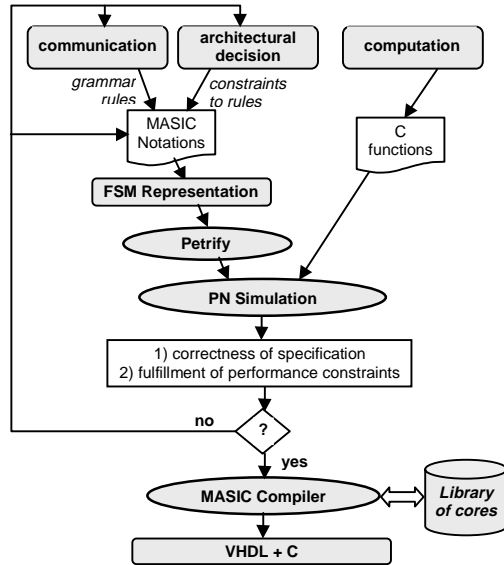 communication
architectural
decision
computation
grammar
rules
constraints
to rules
MASIC
Notations
C
functions
FSM Representation
Petrify
PN Simulation
1) correctness of specification
2) fulfillment of performance constraints
no
?
yes
MASIC Compiler
Library
of cores
VHDL + C